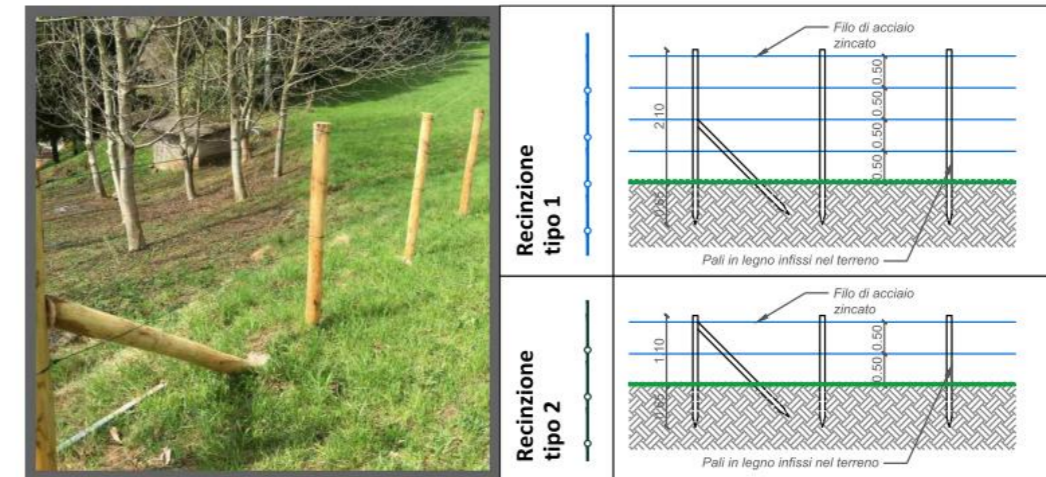 Recinzione
tipo 1
Filo di acciaio
zincato
2.10
0.50
0.50
0.50
0.50
0.65
Pali in legno infissi nel terreno
Recinzione
tipo 2
Filo di acciaio
zincato
1.10
0.50
0.50
0.65
Pali in legno infissi nel terreno